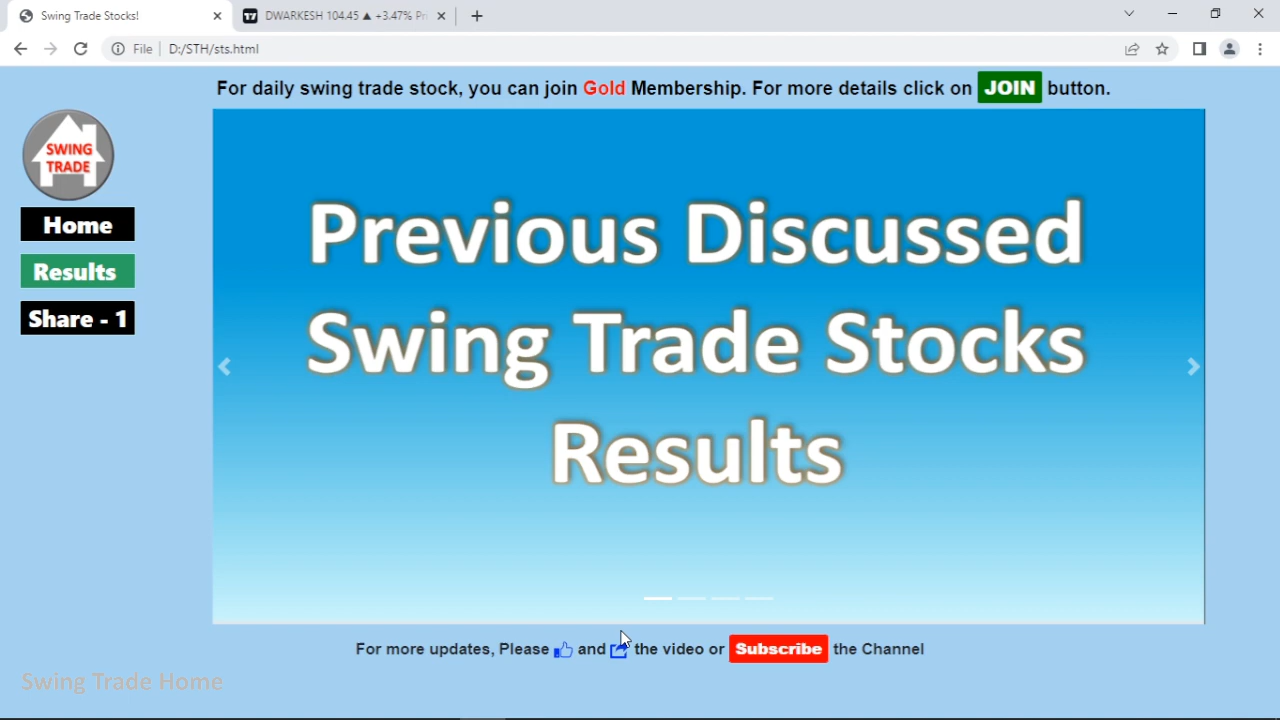 Swing Trade Stocks!
DWARKESH 104.45 ▲ +3.47%
File
D:/STH/sts.html
For daily swing trade stock, you can join Gold Membership. For more details click on JOIN button.
SWING
TRADE
Home
Results
Share - 1
Previous Discussed
Swing Trade Stocks
Results
For more updates, Please and the video or Subscribe the Channel
Swing Trade Home